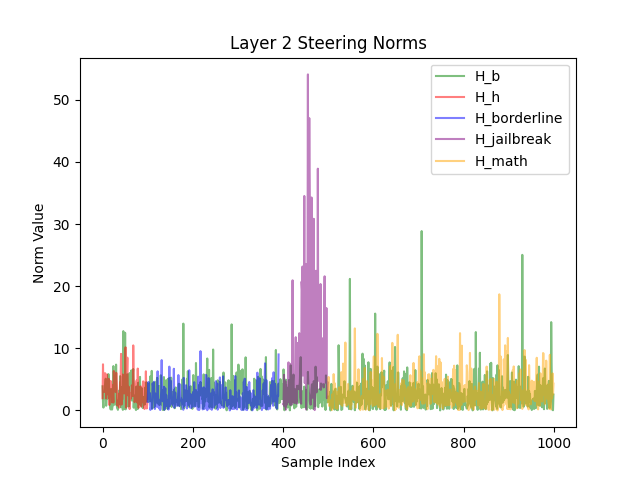 Layer 2 Steering Norms
Norm Value
50
40
30
20
10
0
H_b
H_h
H_borderline
H_jailbreak
H_math
0
200
400
600
800
1000
Sample Index